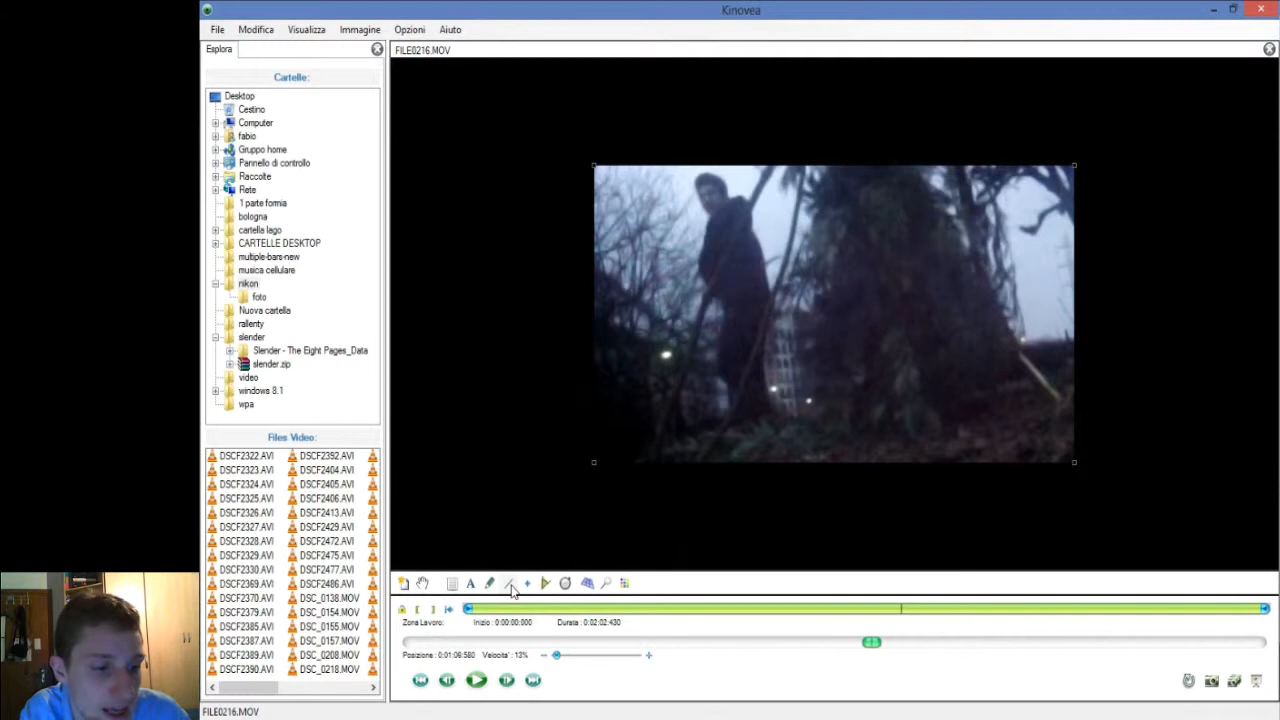 Kinovea
File Modifica Visualizza Immagine Opzioni Aiuto
Esplora
FILE0216.MOV
Cartelle:
Desktop
Cestino
Computer
fabio
Gruppo home
Pannello di controllo
Raccolte
Rete
1 parte formia
bologna
cartella lago
CARTELLE DESKTOP
multiple-bars-new
musica cellulare
nikon
foto
Nuova cartella
rallenty
slender
Slender - The Eight Pages_Data
slender.zip
video
windows 8.1
wpa
Files Video:
DSCF2322.AVI DSCF2392.AVI
DSCF2323.AVI DSCF2404.AVI
DSCF2324.AVI DSCF2405.AVI
DSCF2325.AVI DSCF2406.AVI
DSCF2326.AVI DSCF2413.AVI
DSCF2327.AVI DSCF2429.AVI
DSCF2328.AVI DSCF2472.AVI
DSCF2329.AVI DSCF2475.AVI
DSCF2330.AVI DSCF2477.AVI
DSCF2369.AVI DSCF2486.AVI
DSCF2370.AVI DSC_0138.MOV
DSCF2379.AVI DSC_0154.MOV
DSCF2385.AVI DSC_0155.MOV
DSCF2387.AVI DSC_0157.MOV
DSCF2389.AVI DSC_0208.MOV
DSCF2390.AVI DSC_0218.MOV
A
Zona Lavoro: Inizio : 0:00:00:000 Durata : 0:02:02:430
Posizione : 0:01:06:580 Velocita' : 13%
FILE0216.MOV